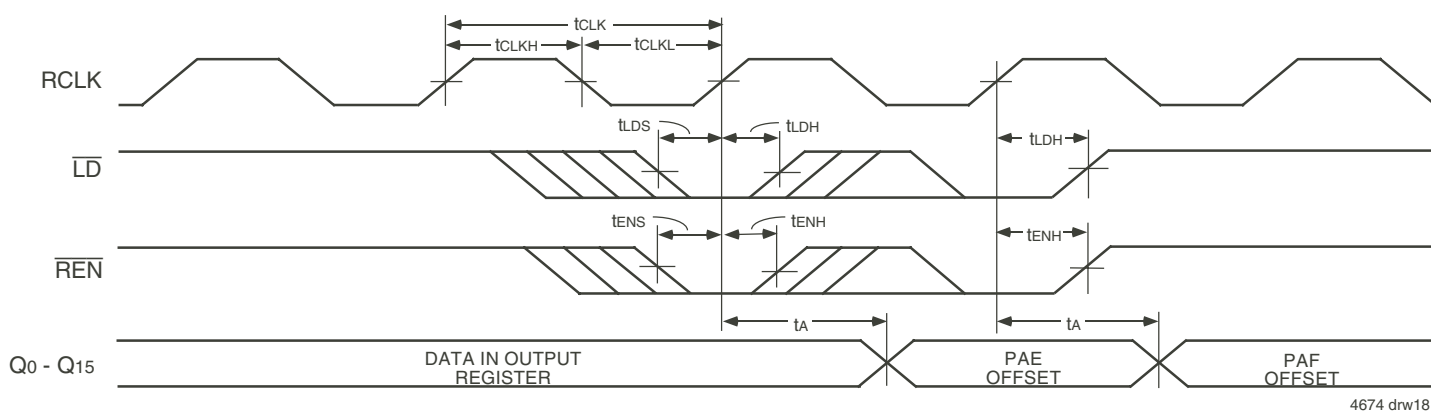 tCLK
tCLKH
tCLKL
RCLK
tLDS
tLDH
tLDH
LD
tENS
tENH
tENH
REN
tA
tA
Q0 - Q15
DATA IN OUTPUT
REGISTER
PAE
OFFSET
PAF
OFFSET
4674 drw18